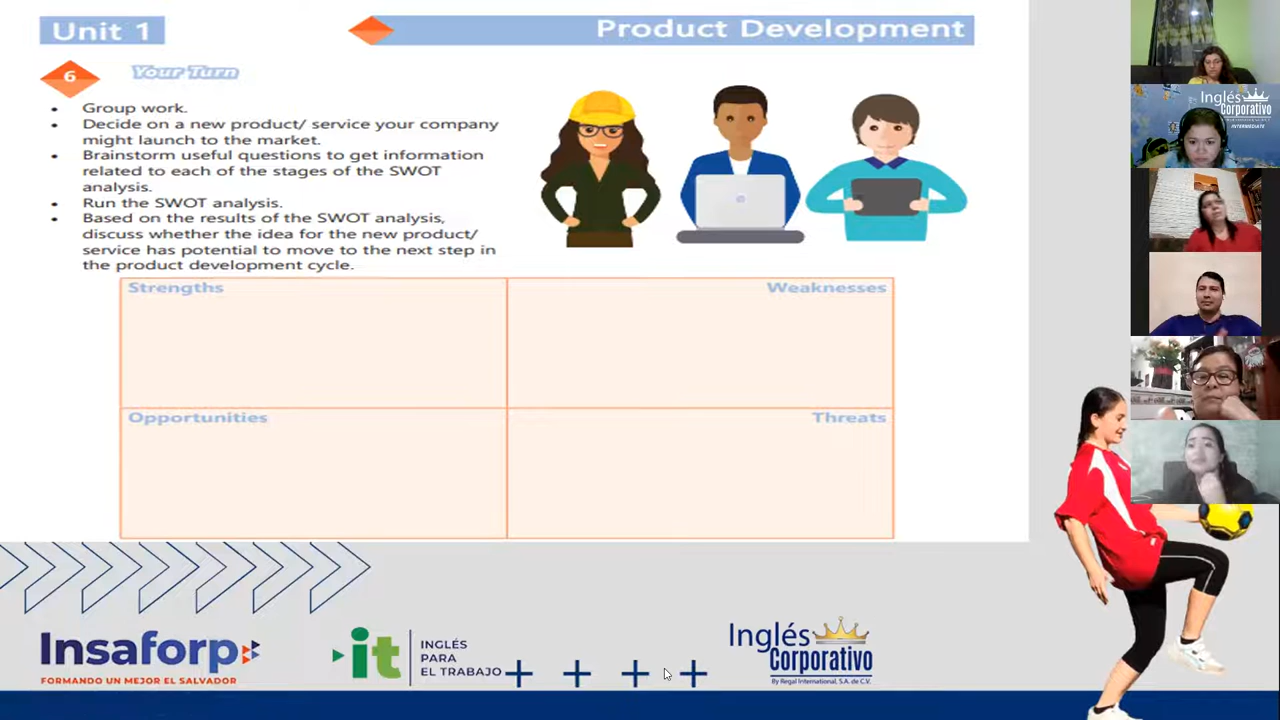 Unit 1
Product Development
6
Your Turn
• Group work.
• Decide on a new product/ service your company
might launch to the market.
• Brainstorm useful questions to get information
related to each of the stages of the SWOT
analysis.
• Run the SWOT analysis.
• Based on the results of the SWOT analysis,
discuss whether the idea for the new product/
service has potential to move to the next step in
the product development cycle.
Strengths
Weaknesses
Opportunities
Threats
Insaforp
FORMANDO UN MEJOR EL SALVADOR
it
INGLÉS
PARA
EL TRABAJO
Inglés
Corporativo
By Regal International, S.A. de C.V.
Inglés
Corporativo
INTERMEDIATE